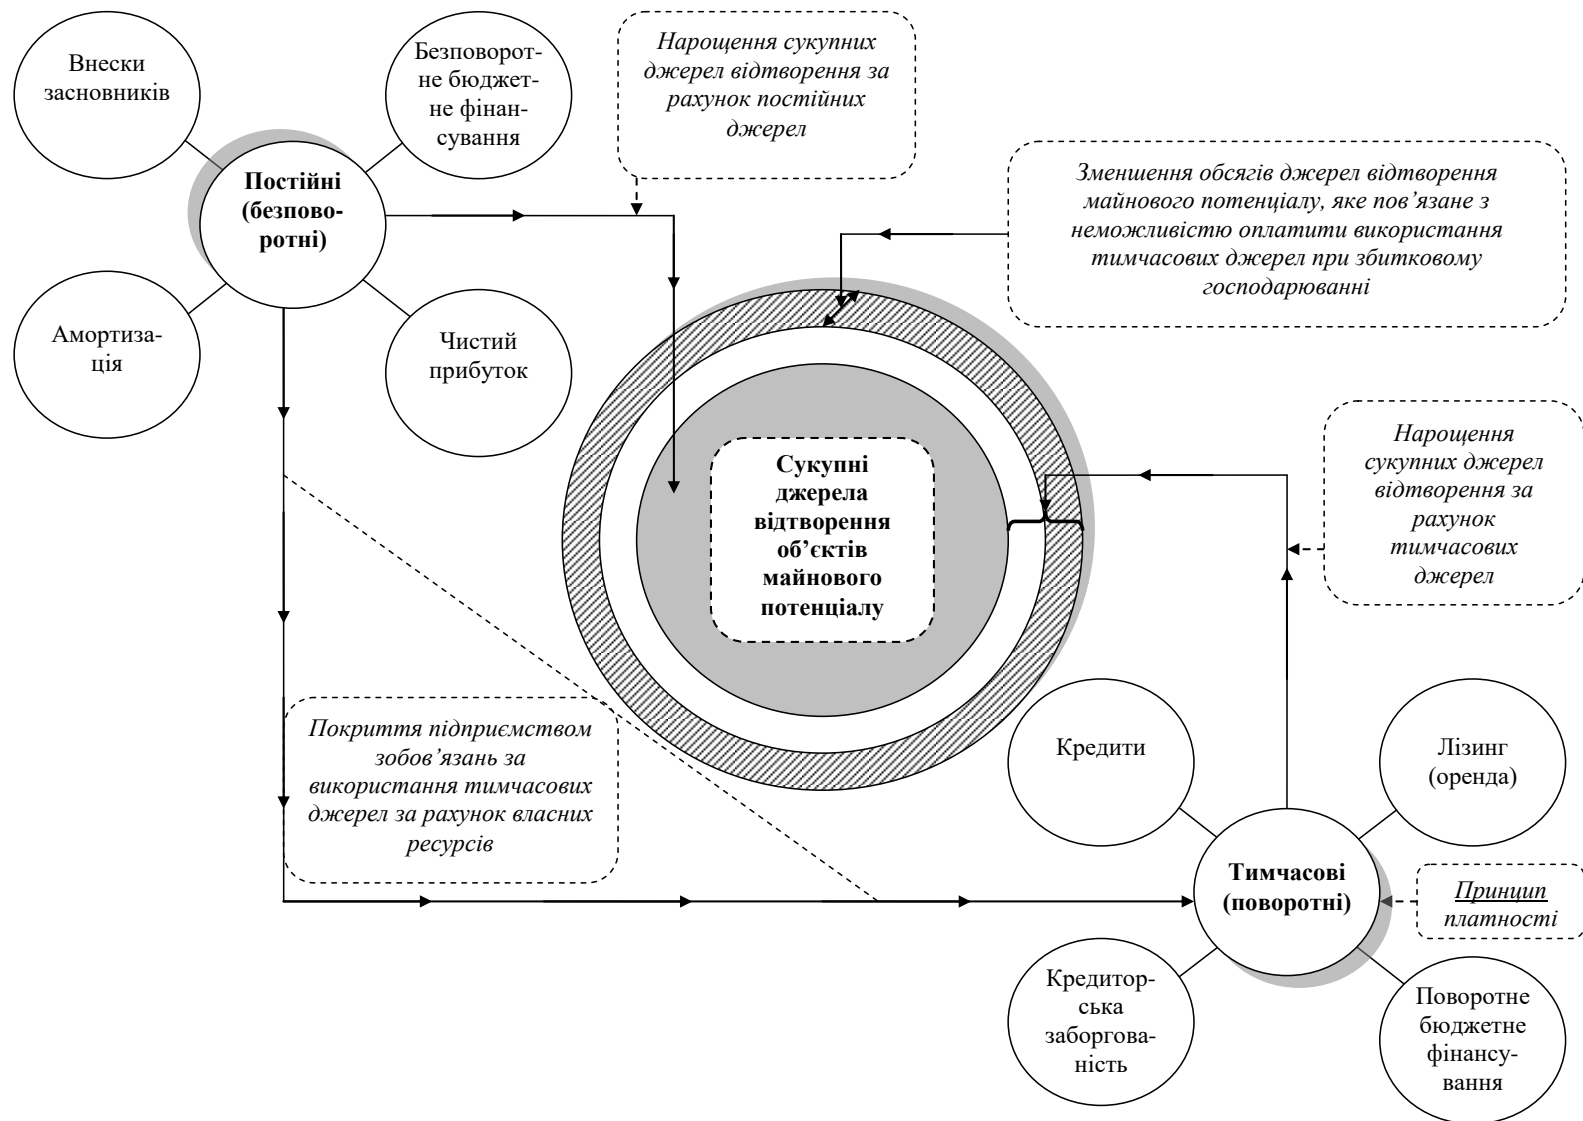 Внески
засновників
Безповорот-
не бюджет-
не фінан-
сування
Нарощення сукупних
джерел відтворення за
рахунок постійних
джерел
Постійні
(безпово-
ротні)
Зменшення обсягів джерел відтворення
майнового потенціалу, яке пов’язане з
неможливістю оплатити використання
тимчасових джерел при збитковому
господарюванні
Амортиза-
ція
Чистий
прибуток
Сукупні
джерела
відтворення
об’єктів
майнового
потенціалу
Нарощення
сукупних джерел
відтворення за
рахунок
тимчасових
джерел
Покриття підприємством
зобов’язань за
використання тимчасових
джерел за рахунок власних
ресурсів
Кредити
Лізинг
(оренда)
Тимчасові
(поворотні)
Принцип
платності
Кредитор-
ська
заборгова-
ність
Поворотне
бюджетне
фінансу-
вання